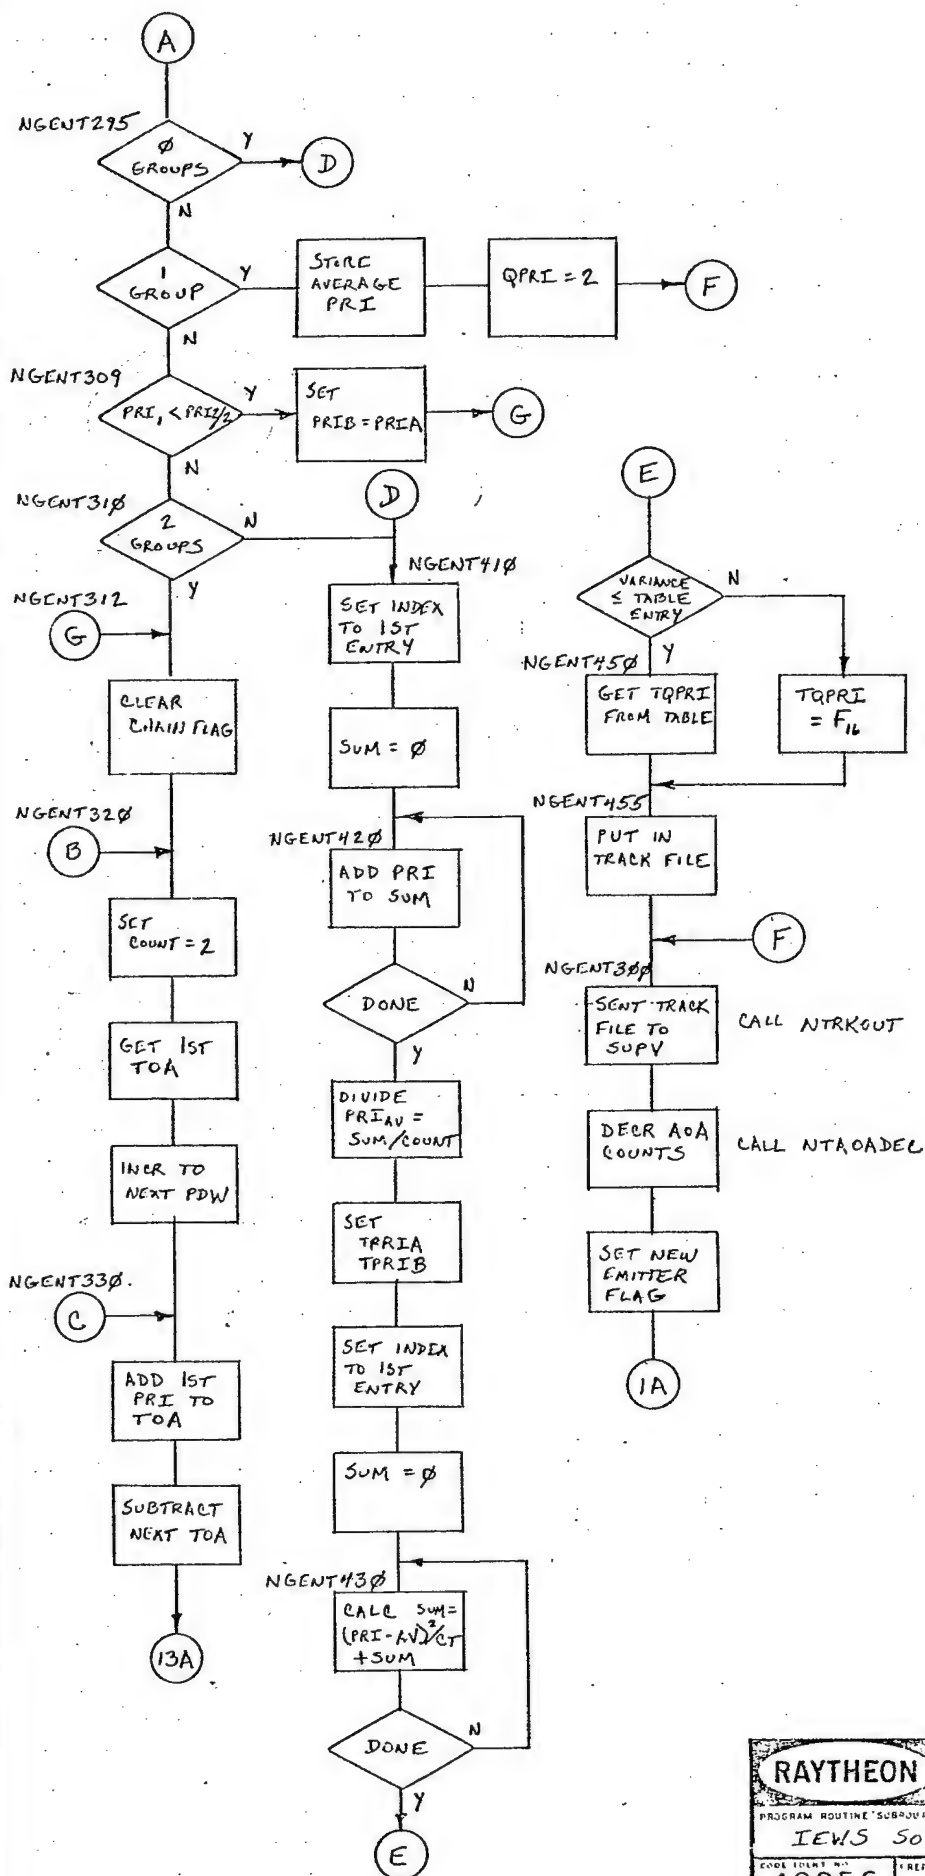 A
NGENT295
Ø
GROUPS
Y
D
N
1
GROUP
Y
STORE
AVERAGE
PRI
QPRI = 2
F
N
NGENT309
PRI, < PRI2/2
Y
SET
PRIB = PRIA
G
N
NGENT31Ø
2
GROUPS
N
Y
NGENT312
G
CLEAR
CHAIN FLAG
NGENT32Ø
B
SET
COUNT = 2
GET 1ST
TOA
INCR TO
NEXT PDW
NGENT33Ø.
C
ADD 1ST
PRI TO
TOA
SUBTRACT
NEXT TOA
13A
D
NGENT41Ø
SET INDEX
TO 1ST
ENTRY
SUM = Ø
NGENT42Ø
ADD PRI
TO SUM
DONE
N
Y
DIVIDE
PRIAV =
SUM/COUNT
SET
TPRIA
TPRIB
SET INDEX
TO 1ST
ENTRY
SUM = Ø
NGENT43Ø
CALC SUM=
(PRI-AV)²/CT
+SUM
DONE
N
Y
E
E
VARIANCE
≤ TABLE
ENTRY
N
Y
NGENT45Ø
GET TQPRI
FROM TABLE
TQPRI
= F16
NGENT455
PUT IN
TRACK FILE
F
NGENT3ØØ
SENT TRACK
FILE TO
SUPV
CALL NTRKOUT
DECR AOA
COUNTS
CALL NTAOADEC
SET NEW
EMITTER
FLAG
1A
RAYTHEON
PROGRAM ROUTINE
IEWS
CODE IDENT NO.